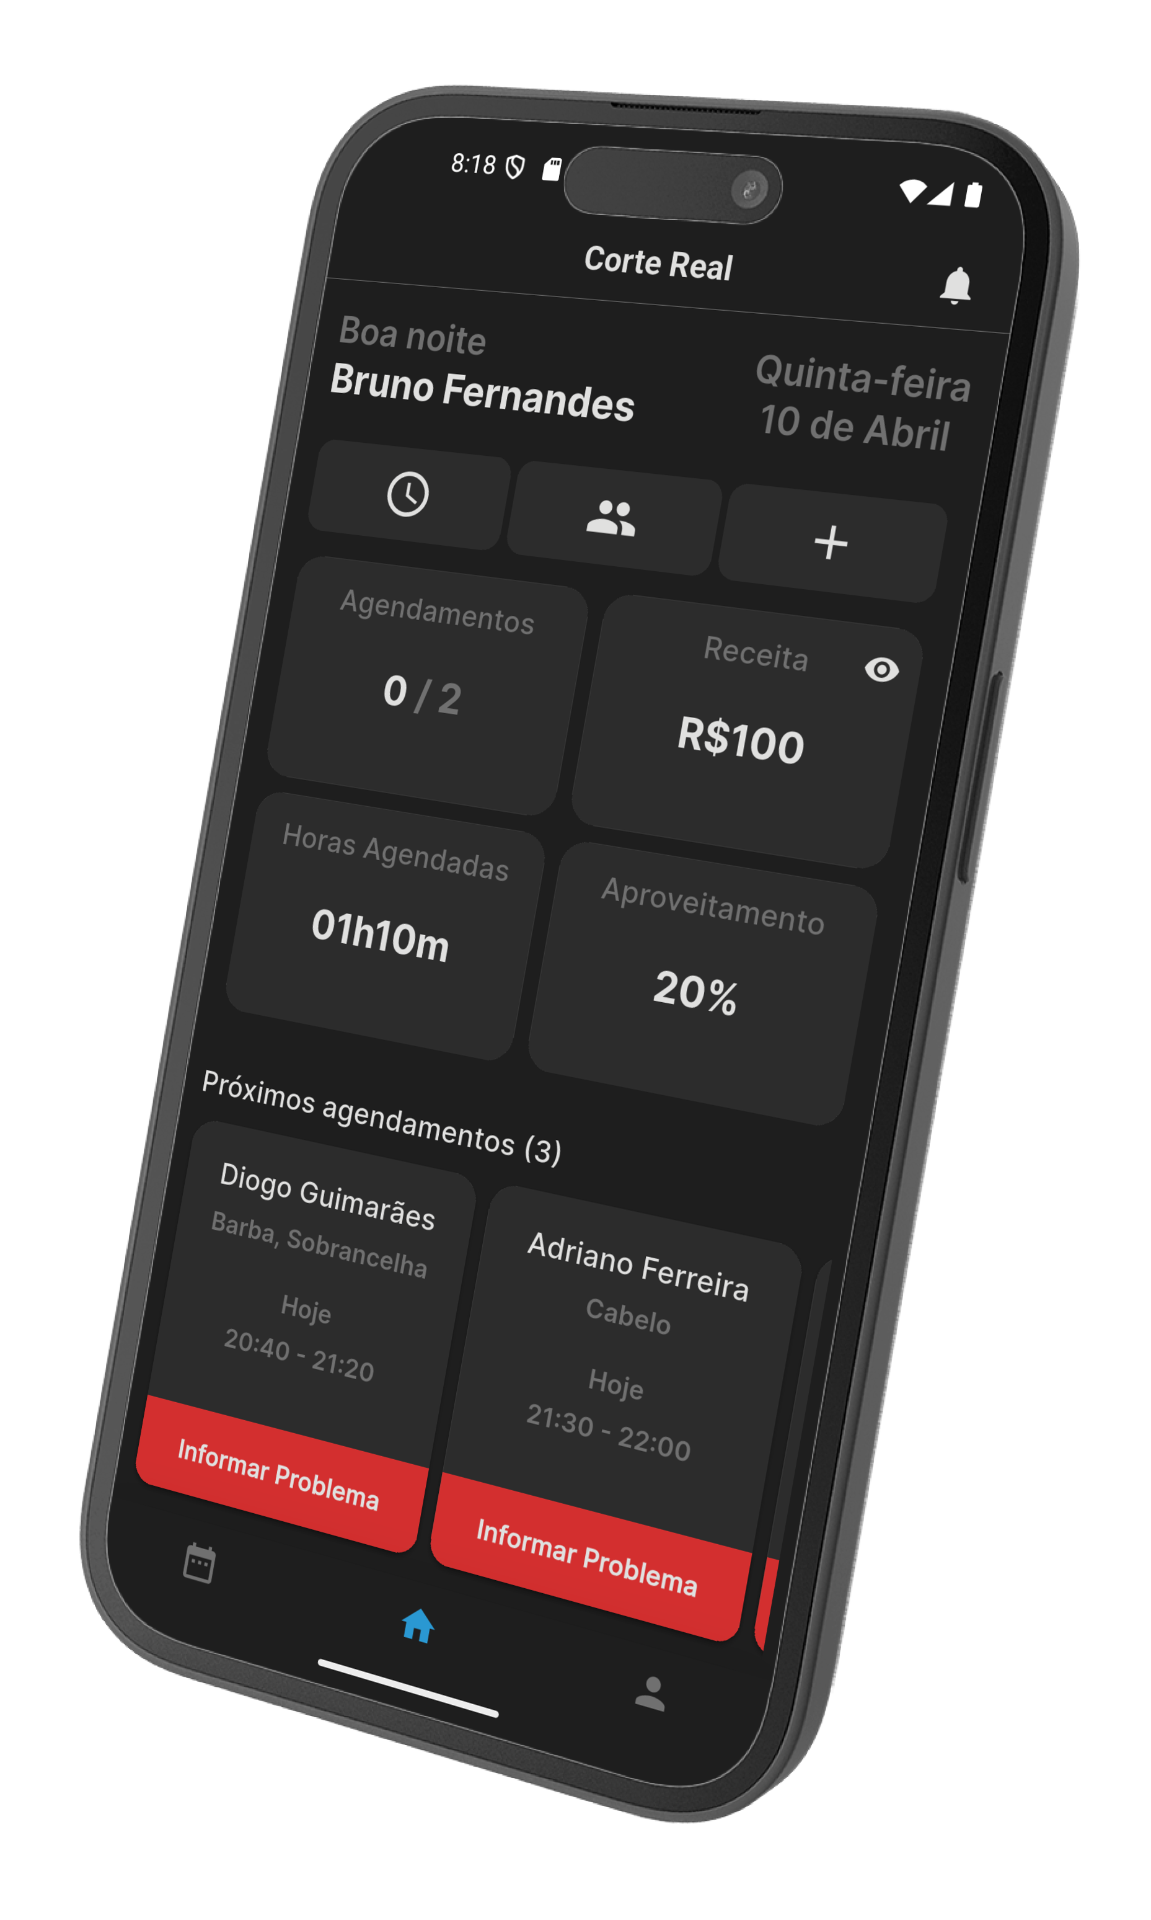 8:18
Corte Real
Boa noite
Bruno Fernandes
Quinta-feira
10 de Abril
Agendamentos
0 / 2
Receita
R$100
Horas Agendadas
01h10m
Aproveitamento
20%
Próximos agendamentos (3)
Diogo Guimarães
Barba, Sobrancelha
Hoje
20:40 - 21:20
Informar Problema
Adriano Ferreira
Cabelo
Hoje
21:30 - 22:00
Informar Problema